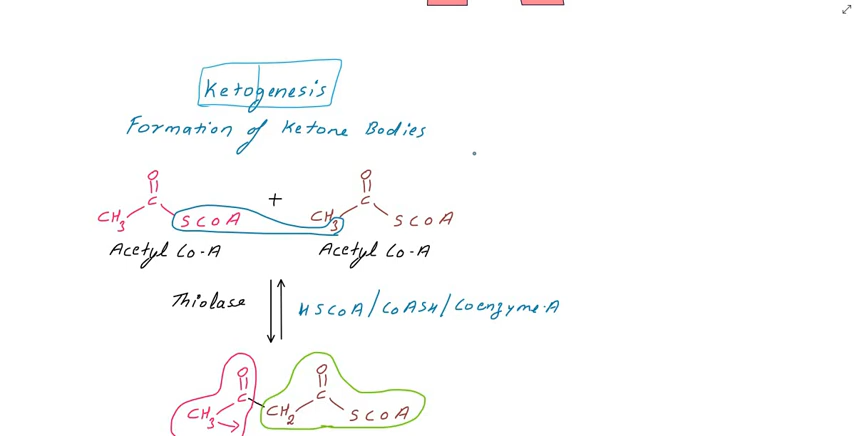 Ketogenesis
Formation of Ketone Bodies
O O
C + C
CH3 SCOA CH3 SCOA
Acetyl Co-A Acetyl Co-A
Thiolase HSCoA/CoASH/Coenzyme-A
O O
C C
CH3 CH2 SCOA